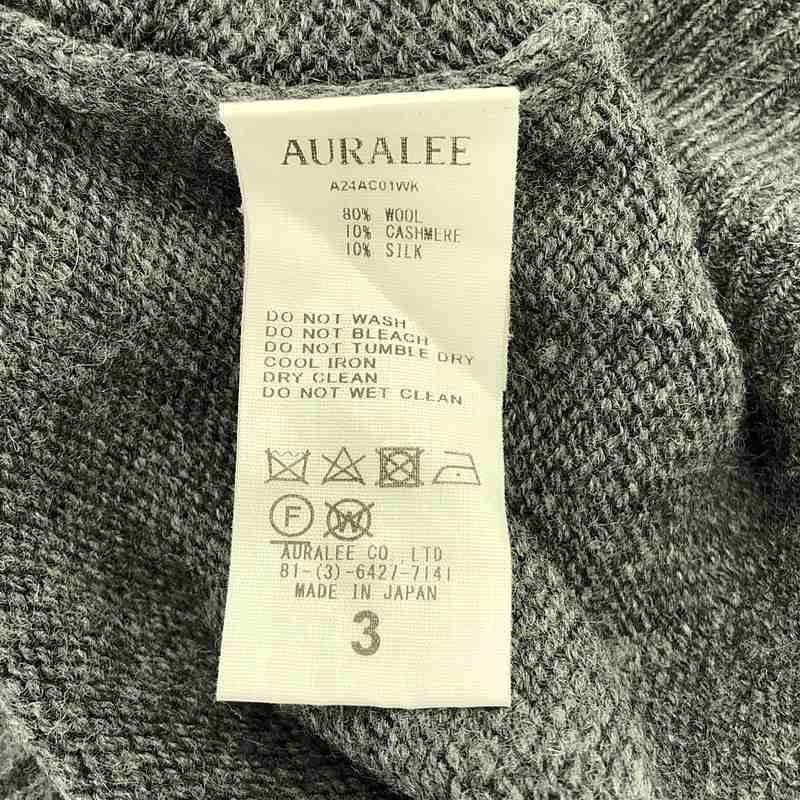 AURALEE
A24AC01WK
80% WOOL
10% CASHMERE
10% SILK
DO NOT WASH
DO NOT BLEACH
DO NOT TUMBLE DRY
COOL IRON
DRY CLEAN
DO NOT WET CLEAN
F W
AURALEE CO.,LTD
81-(3)-6427-7141
MADE IN JAPAN
3